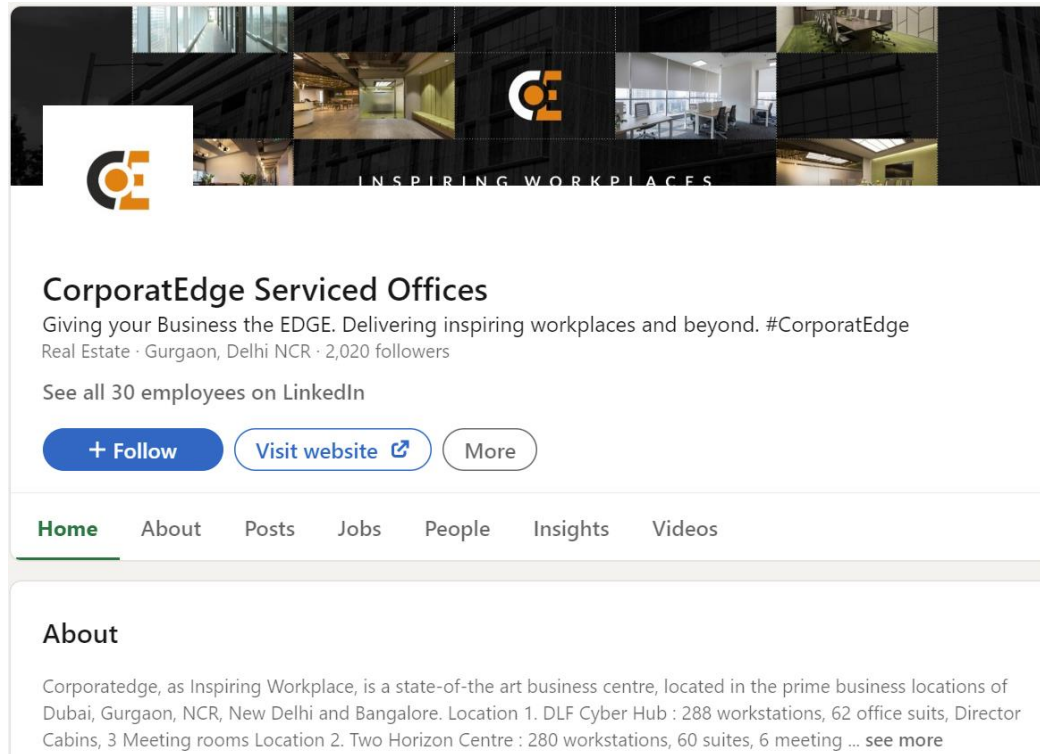 INSPIRING WORKPLACES
CorporatEdge Serviced Offices
Giving your Business the EDGE. Delivering inspiring workplaces and beyond. #CorporatEdge
Real Estate · Gurgaon, Delhi NCR · 2,020 followers
See all 30 employees on LinkedIn
+ Follow Visit website More
Home About Posts Jobs People Insights Videos
About
Corporatedge, as Inspiring Workplace, is a state-of-the art business centre, located in the prime business locations of
Dubai, Gurgaon, NCR, New Delhi and Bangalore. Location 1. DLF Cyber Hub : 288 workstations, 62 office suits, Director
Cabins, 3 Meeting rooms Location 2. Two Horizon Centre : 280 workstations, 60 suites, 6 meeting ... see more